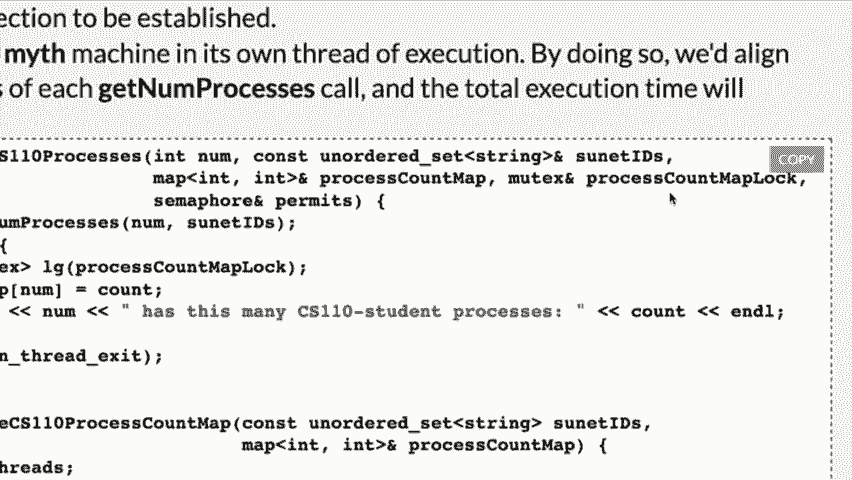 ection to be established.
myth machine in its own thread of execution. By doing so, we'd align
s of each getNumProcesses call, and the total execution time will
S110Processes(int num, const unordered_set<string>& sunetIDs,
COPY
map<int, int>& processCountMap, mutex& processCountMapLock,
semaphore& permits) {
umProcesses(num, sunetIDs);
{
ex> lg(processCountMapLock);
p[num] = count;
<< num << " has this many CS110-student processes: " << count << endl;
n_thread_exit);
eCS110ProcessCountMap(const unordered_set<string> sunetIDs,
map<int, int>& processCountMap) {
hreads;